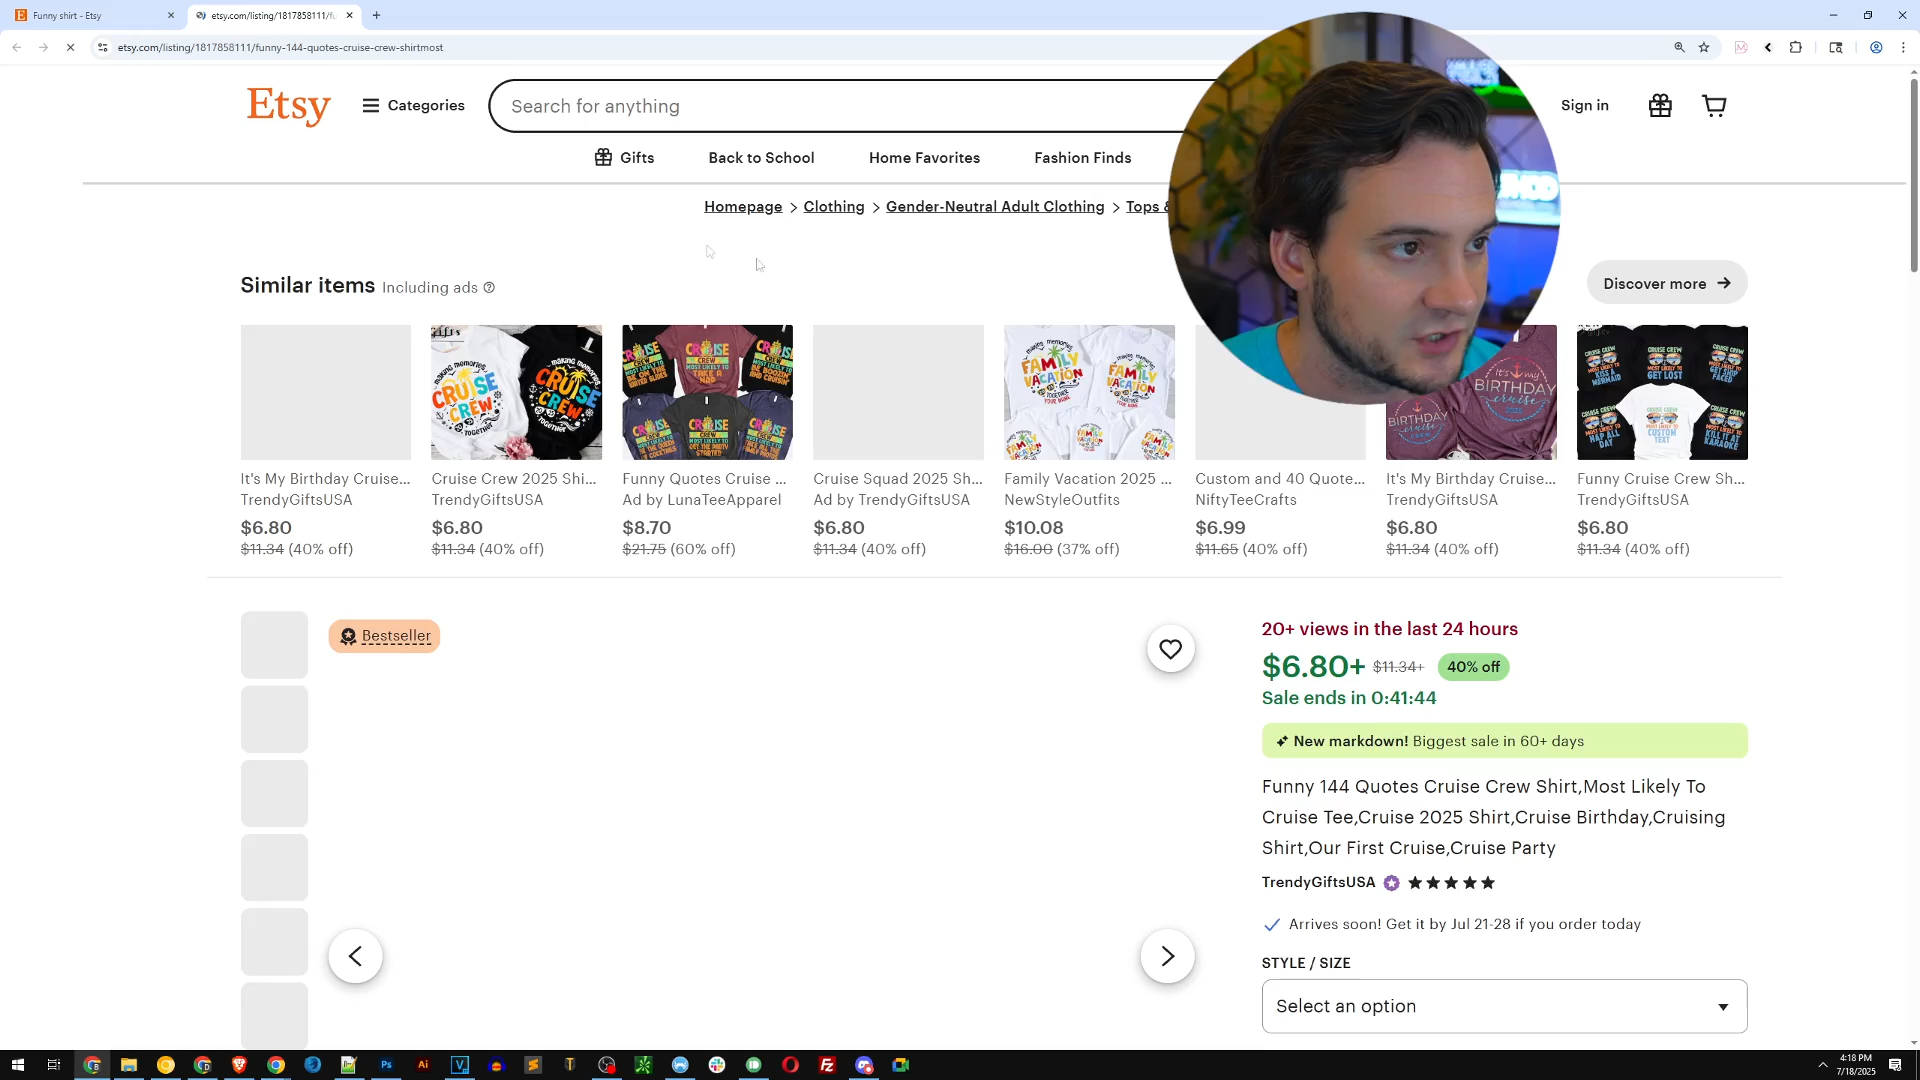 Funny shirt - Etsy
etsy.com/listing/1817858111/fu
etsy.com/listing/1817858111/funny-144-quotes-cruise-crew-shirtmost
Etsy
Categories
Search for anything
Sign in
Gifts
Back to School
Home Favorites
Fashion Finds
Homepage > Clothing > Gender-Neutral Adult Clothing > Tops &
Similar items Including ads
Discover more
It's My Birthday Cruise...
TrendyGiftsUSA
$6.80
$11.34 (40% off)
Cruise Crew 2025 Shi...
TrendyGiftsUSA
$6.80
$11.34 (40% off)
Funny Quotes Cruise ...
Ad by LunaTeeApparel
$8.70
$21.75 (60% off)
Cruise Squad 2025 Sh...
Ad by TrendyGiftsUSA
$6.80
$11.34 (40% off)
Family Vacation 2025 ...
NewStyleOutfits
$10.08
$16.00 (37% off)
Custom and 40 Quote...
NiftyTeeCrafts
$6.99
$11.65 (40% off)
It's My Birthday Cruise...
TrendyGiftsUSA
$6.80
$11.34 (40% off)
Funny Cruise Crew Sh...
TrendyGiftsUSA
$6.80
$11.34 (40% off)
Bestseller
20+ views in the last 24 hours
$6.80+ $11.34+ 40% off
Sale ends in 0:41:44
New markdown! Biggest sale in 60+ days
Funny 144 Quotes Cruise Crew Shirt,Most Likely To
Cruise Tee,Cruise 2025 Shirt,Cruise Birthday,Cruising
Shirt,Our First Cruise,Cruise Party
TrendyGiftsUSA
Arrives soon! Get it by Jul 21-28 if you order today
STYLE / SIZE
Select an option
4:18 PM
7/18/2025